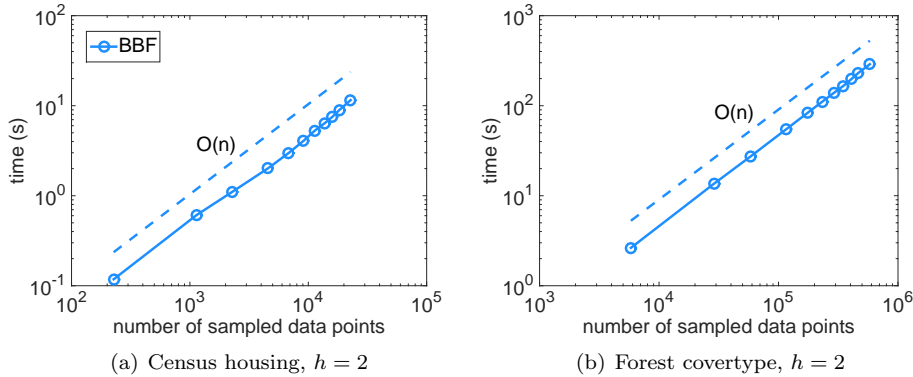 10^2
10^1
10^0
10^-1
time (s)
BBF
O(n)
10^2
10^3
10^4
10^5
number of sampled data points
(a) Census housing, h = 2
10^3
10^2
10^1
10^0
time (s)
O(n)
10^3
10^4
10^5
10^6
number of sampled data points
(b) Forest covertype, h = 2